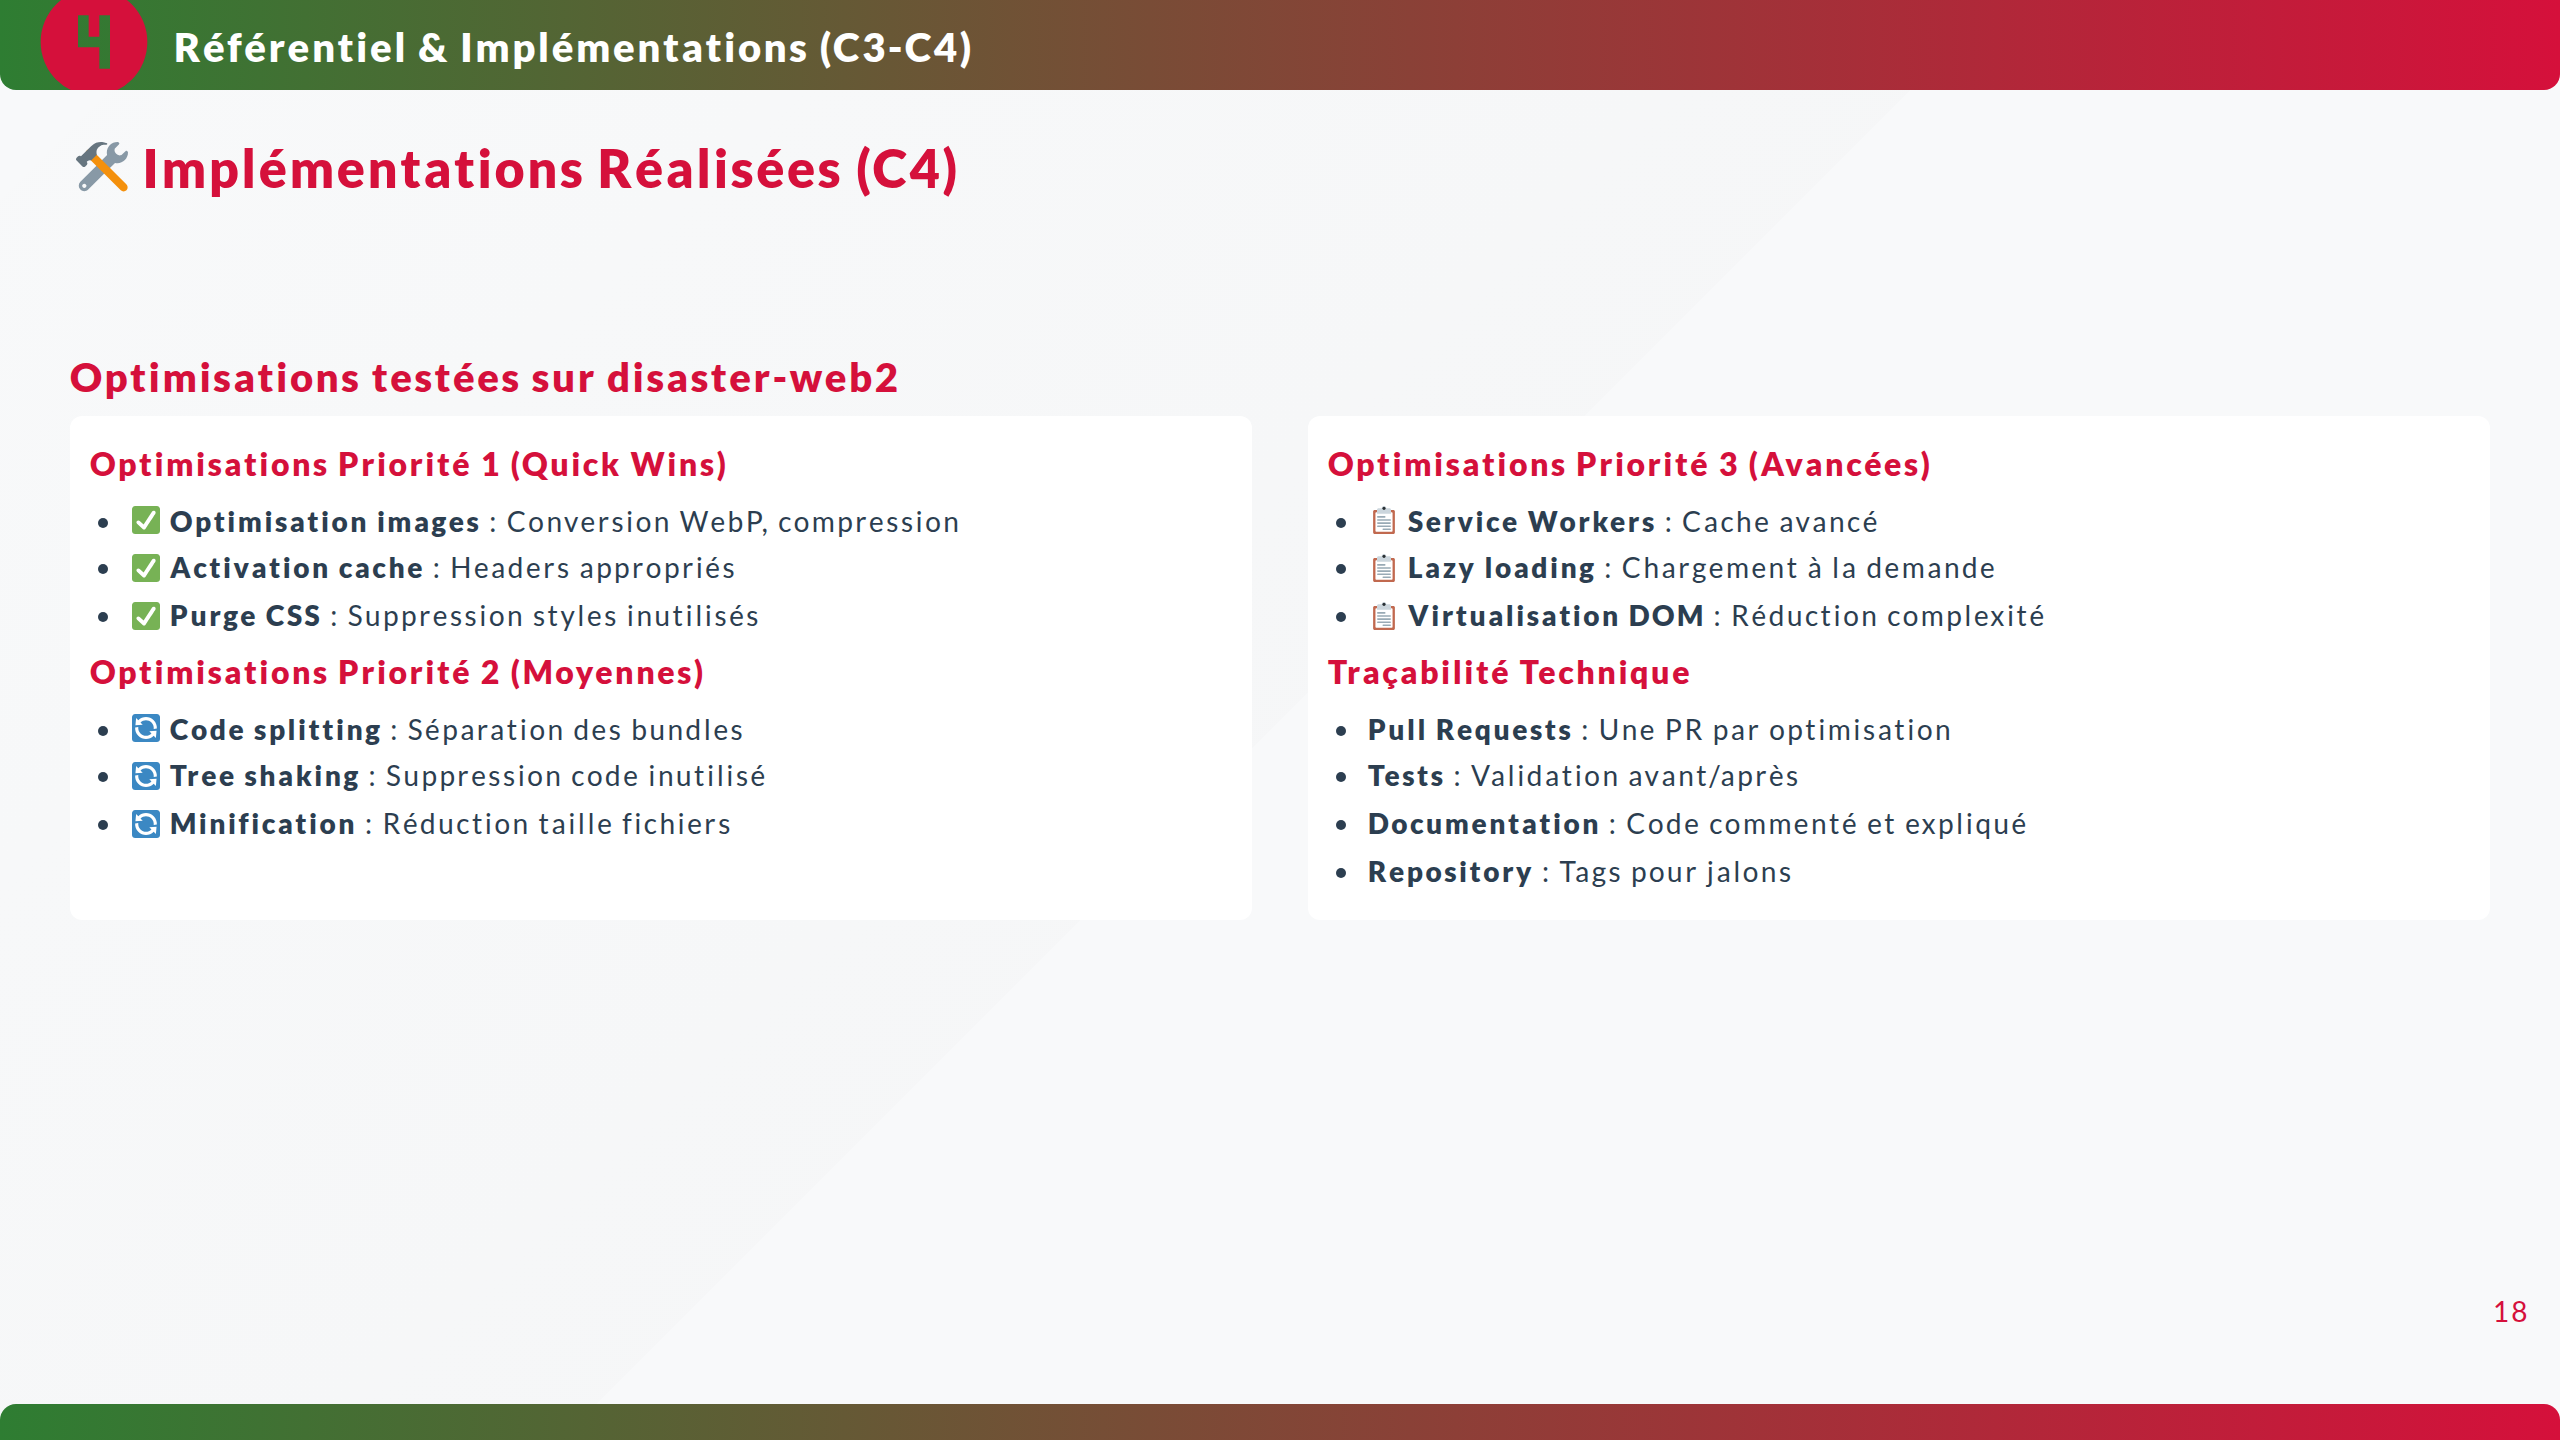 4
Référentiel & Implémentations (C3-C4)
🛠️ Implémentations Réalisées (C4)
Optimisations testées sur disaster-web2
Optimisations Priorité 1 (Quick Wins)
• ✅ Optimisation images : Conversion WebP, compression
• ✅ Activation cache : Headers appropriés
• ✅ Purge CSS : Suppression styles inutilisés
Optimisations Priorité 2 (Moyennes)
• 🔄 Code splitting : Séparation des bundles
• 🔄 Tree shaking : Suppression code inutilisé
• 🔄 Minification : Réduction taille fichiers
Optimisations Priorité 3 (Avancées)
• 📋 Service Workers : Cache avancé
• 📋 Lazy loading : Chargement à la demande
• 📋 Virtualisation DOM : Réduction complexité
Traçabilité Technique
• Pull Requests : Une PR par optimisation
• Tests : Validation avant/après
• Documentation : Code commenté et expliqué
• Repository : Tags pour jalons
18